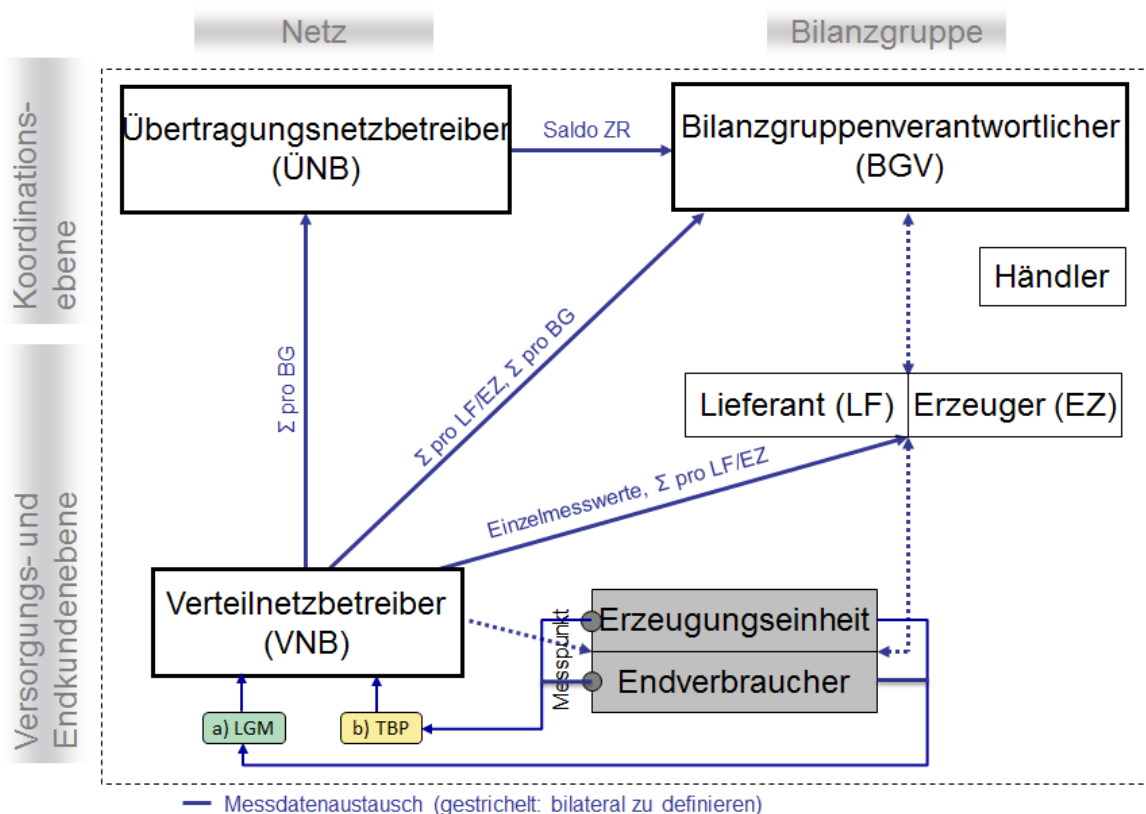 Netz
Bilanzgruppe
Koordinations-
ebene
Übertragungsnetzbetreiber
(ÜNB)
Saldo ZR
Bilanzgruppenverantwortlicher
(BGV)
Händler
Σ pro BG
Σ pro LF/EZ, Σ pro BG
Lieferant (LF)
Erzeuger (EZ)
Einzelmesswerte, Σ pro LF/EZ
Versorgungs- und
Endkundenebene
Verteilnetzbetreiber
(VNB)
Messpunkt
Erzeugungseinheit
Endverbraucher
a) LGM
b) TBP
Messdatenaustausch (gestrichelt: bilateral zu definieren)